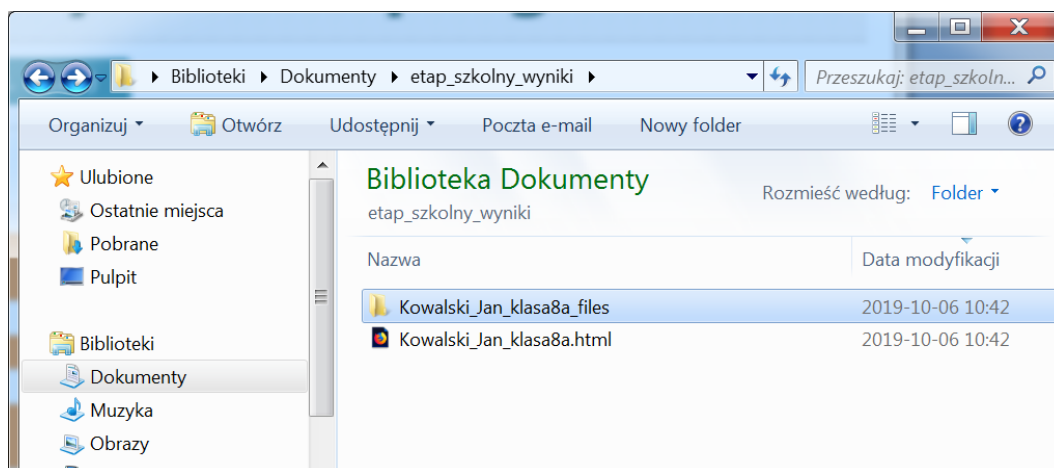 Biblioteki Dokumenty etap_szkolny_wyniki
Przeszukaj: etap_szkoln...
Organizuj Otwórz Udostępnij Poczta e-mail Nowy folder
Ulubione
Ostatnie miejsca
Pobrane
Pulpit
Biblioteki
Dokumenty
Muzyka
Obrazy
Biblioteka Dokumenty
etap_szkolny_wyniki
Rozmieść według: Folder
Nazwa Data modyfikacji
Kowalski_Jan_klasa8a_files 2019-10-06 10:42
Kowalski_Jan_klasa8a.html 2019-10-06 10:42